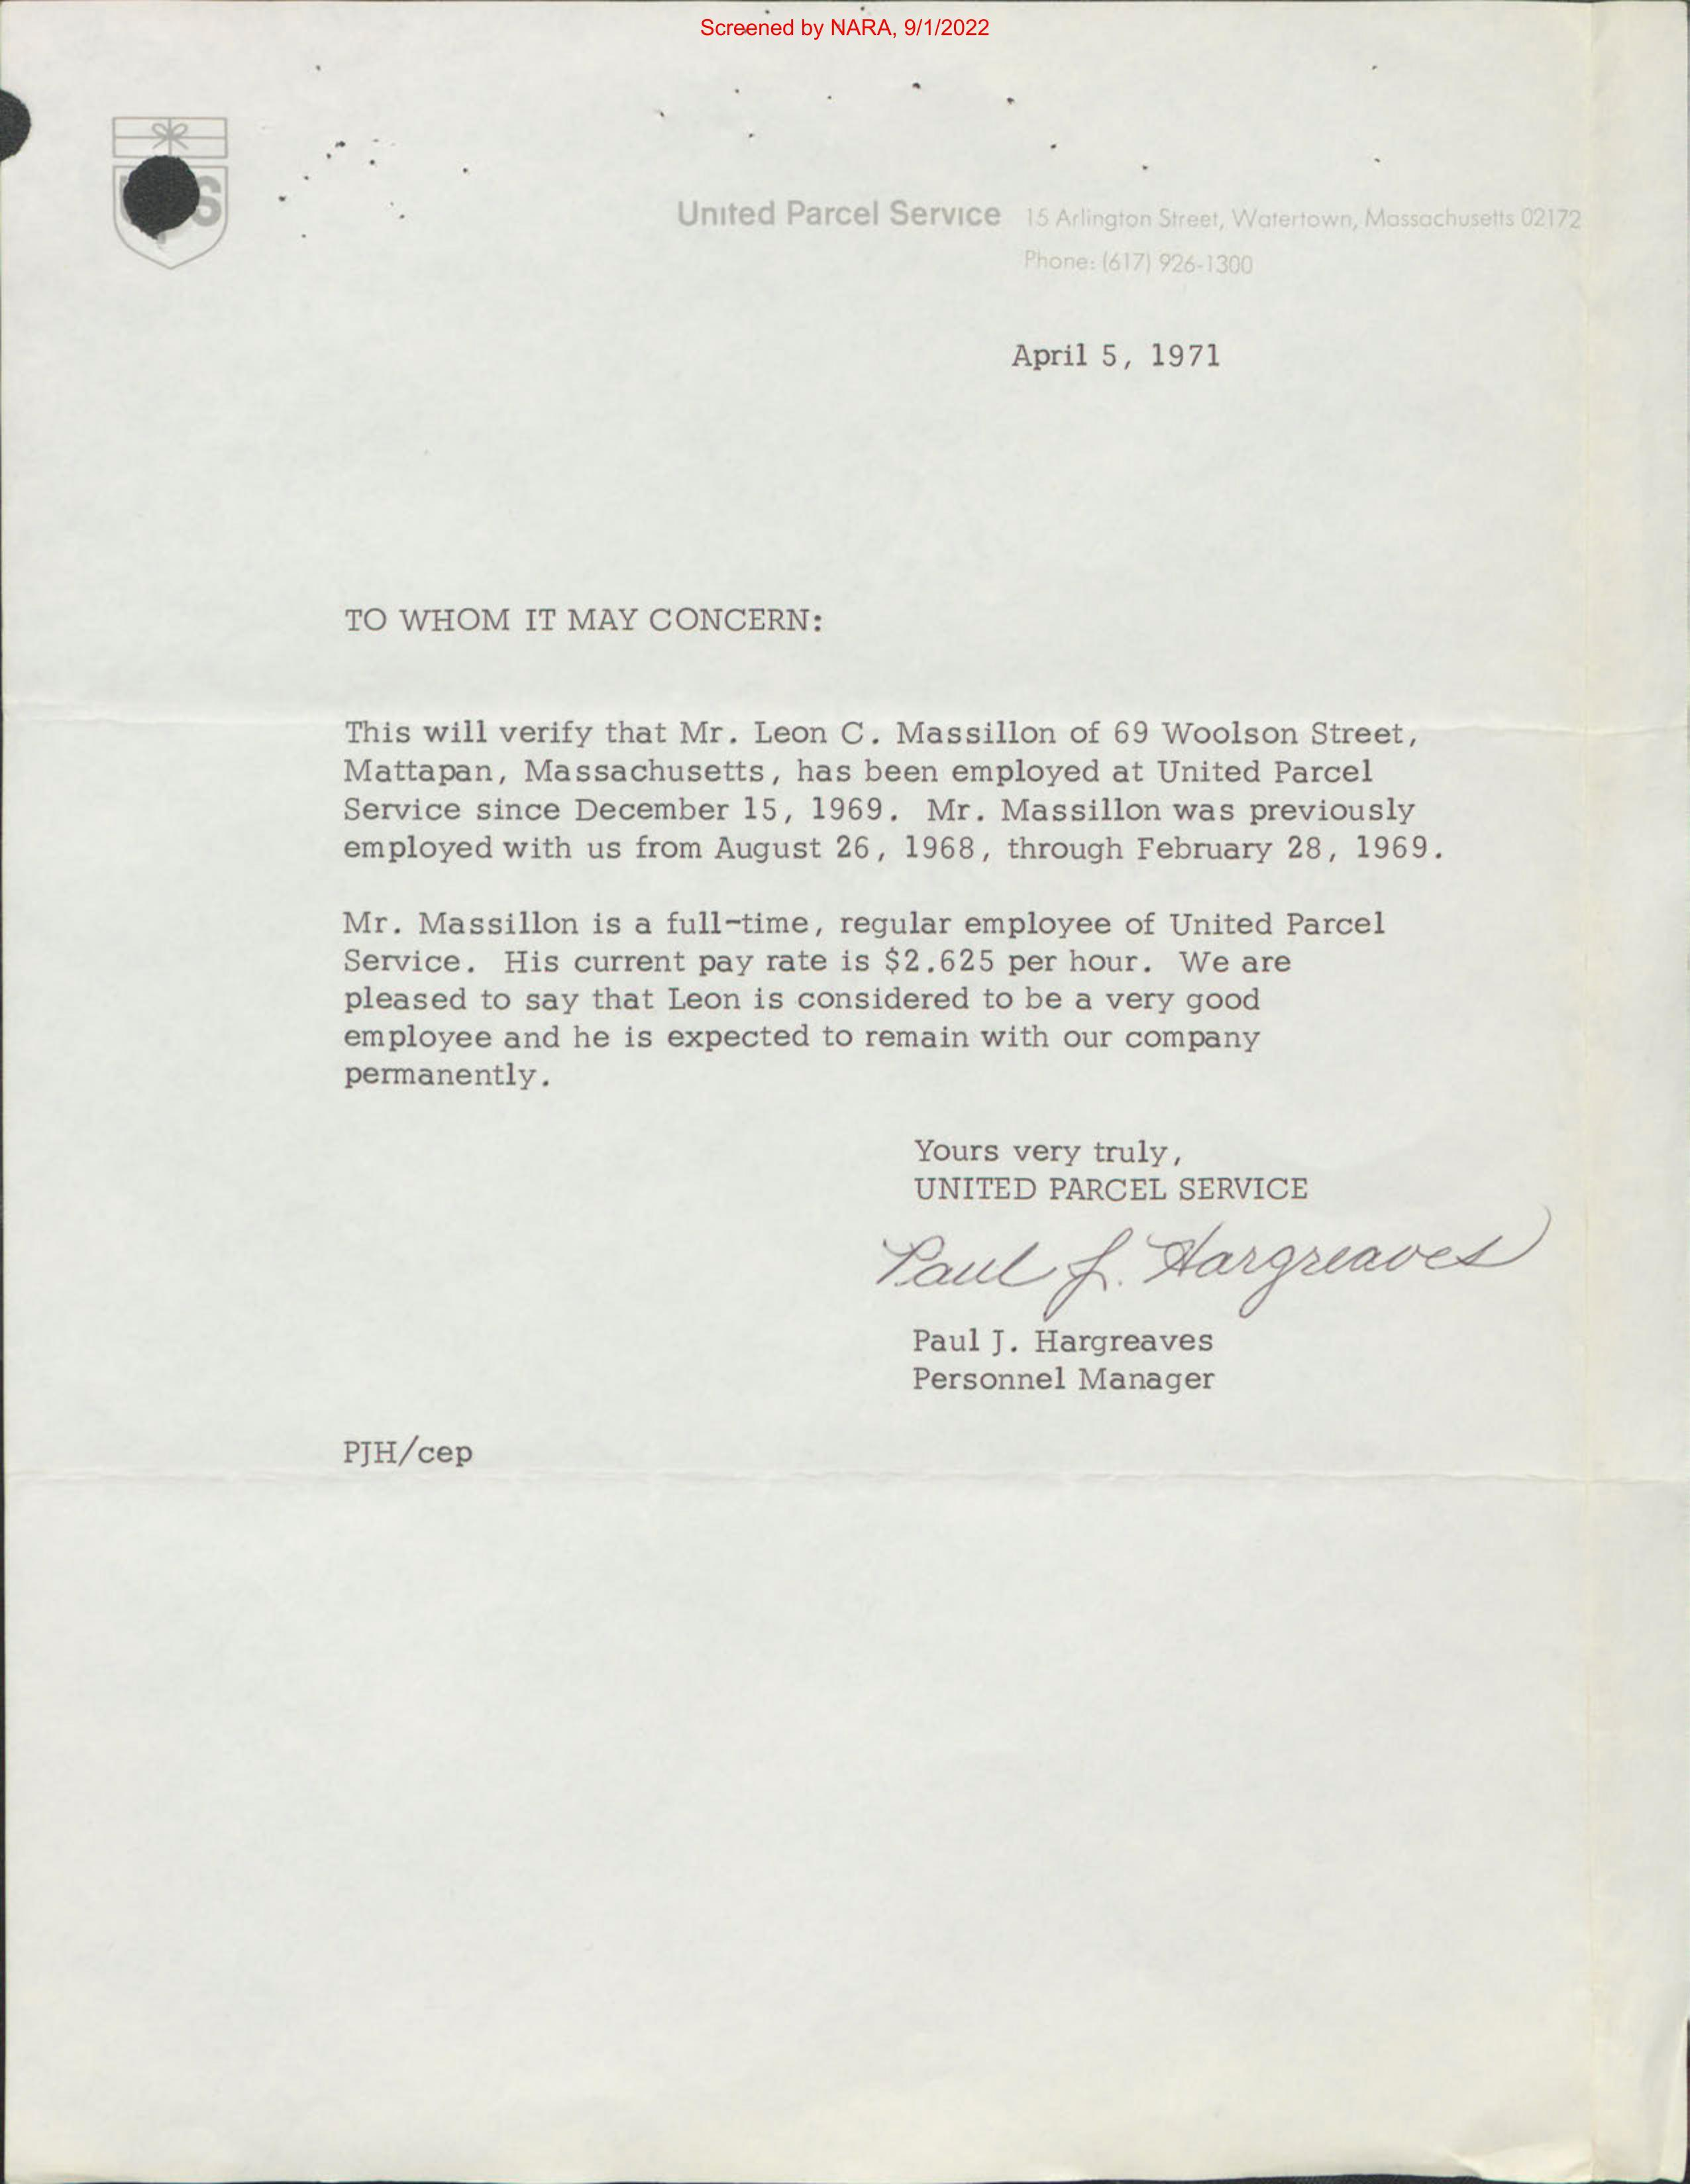 Screened by NARA, 9/1/2022
United Parcel Service 15 Arlington Street, Watertown, Massachusetts 02172
Phone: (617) 926-1300
April 5, 1971
TO WHOM IT MAY CONCERN:
This will verify that Mr. Leon C. Massillon of 69 Woolson Street,
Mattapan, Massachusetts, has been employed at United Parcel
Service since December 15, 1969. Mr. Massillon was previously
employed with us from August 26, 1968, through February 28, 1969.
Mr. Massillon is a full-time, regular employee of United Parcel
Service. His current pay rate is $2.625 per hour. We are
pleased to say that Leon is considered to be a very good
employee and he is expected to remain with our company
permanently.
Yours very truly,
UNITED PARCEL SERVICE
Paul J. Hargreaves
Paul J. Hargreaves
Personnel Manager
PJH/cep